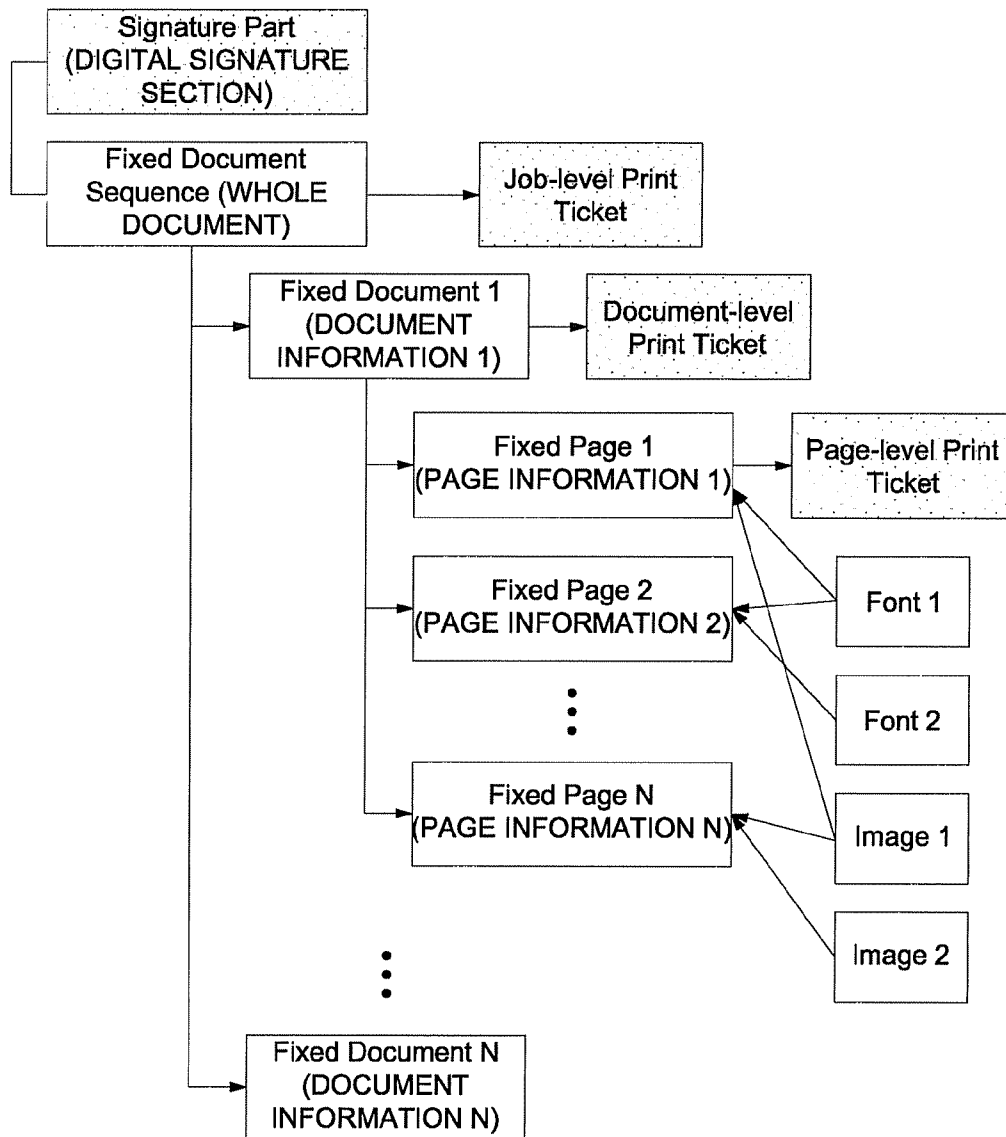 Signature Part
(DIGITAL SIGNATURE
SECTION)
Fixed Document
Sequence (WHOLE
DOCUMENT)
Job-level Print
Ticket
Fixed Document 1
(DOCUMENT
INFORMATION 1)
Document-level
Print Ticket
Fixed Page 1
(PAGE INFORMATION 1)
Page-level Print
Ticket
Fixed Page 2
(PAGE INFORMATION 2)
Font 1
Font 2
Fixed Page N
(PAGE INFORMATION N)
Image 1
Image 2
Fixed Document N
(DOCUMENT
INFORMATION N)